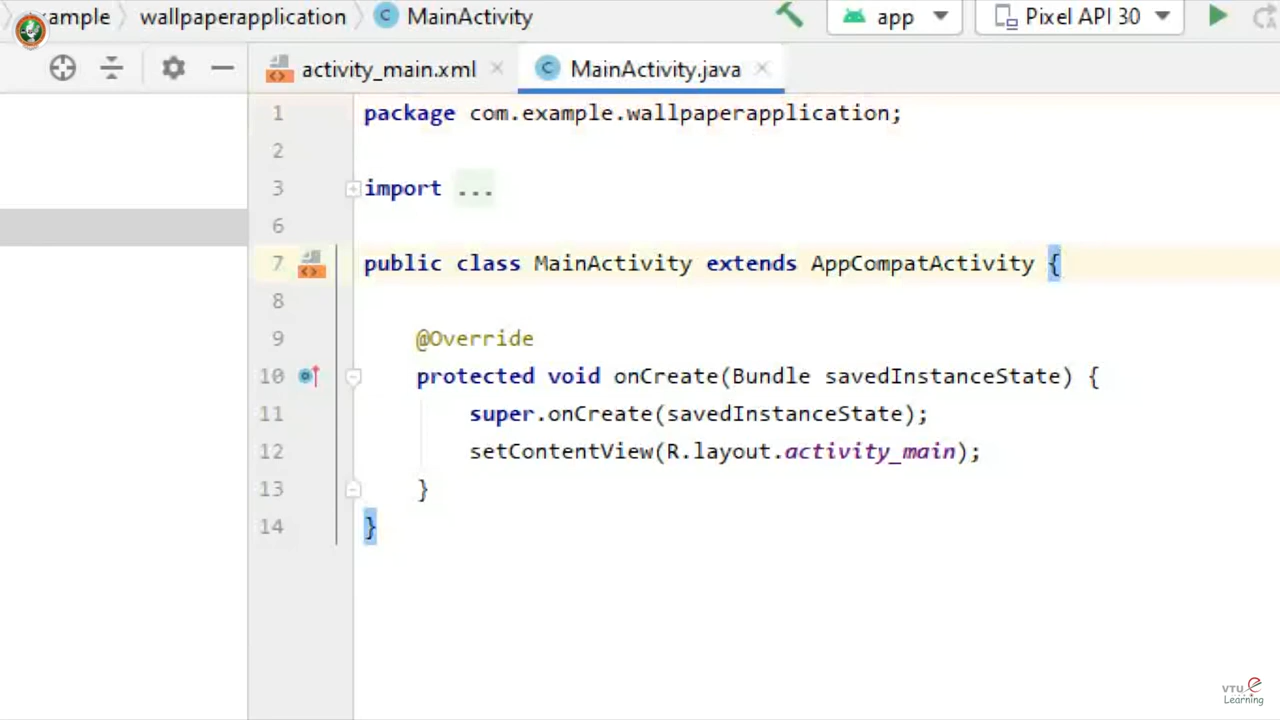 ample wallpaperapplication MainActivity app Pixel API 30
activity_main.xml MainActivity.java
1 package com.example.wallpaperapplication;
2
3 import ...
6
7 public class MainActivity extends AppCompatActivity {
8
9 @Override
10 protected void onCreate(Bundle savedInstanceState) {
11 super.onCreate(savedInstanceState);
12 setContentView(R.layout.activity_main);
13 }
14 }
VTU e
Learning